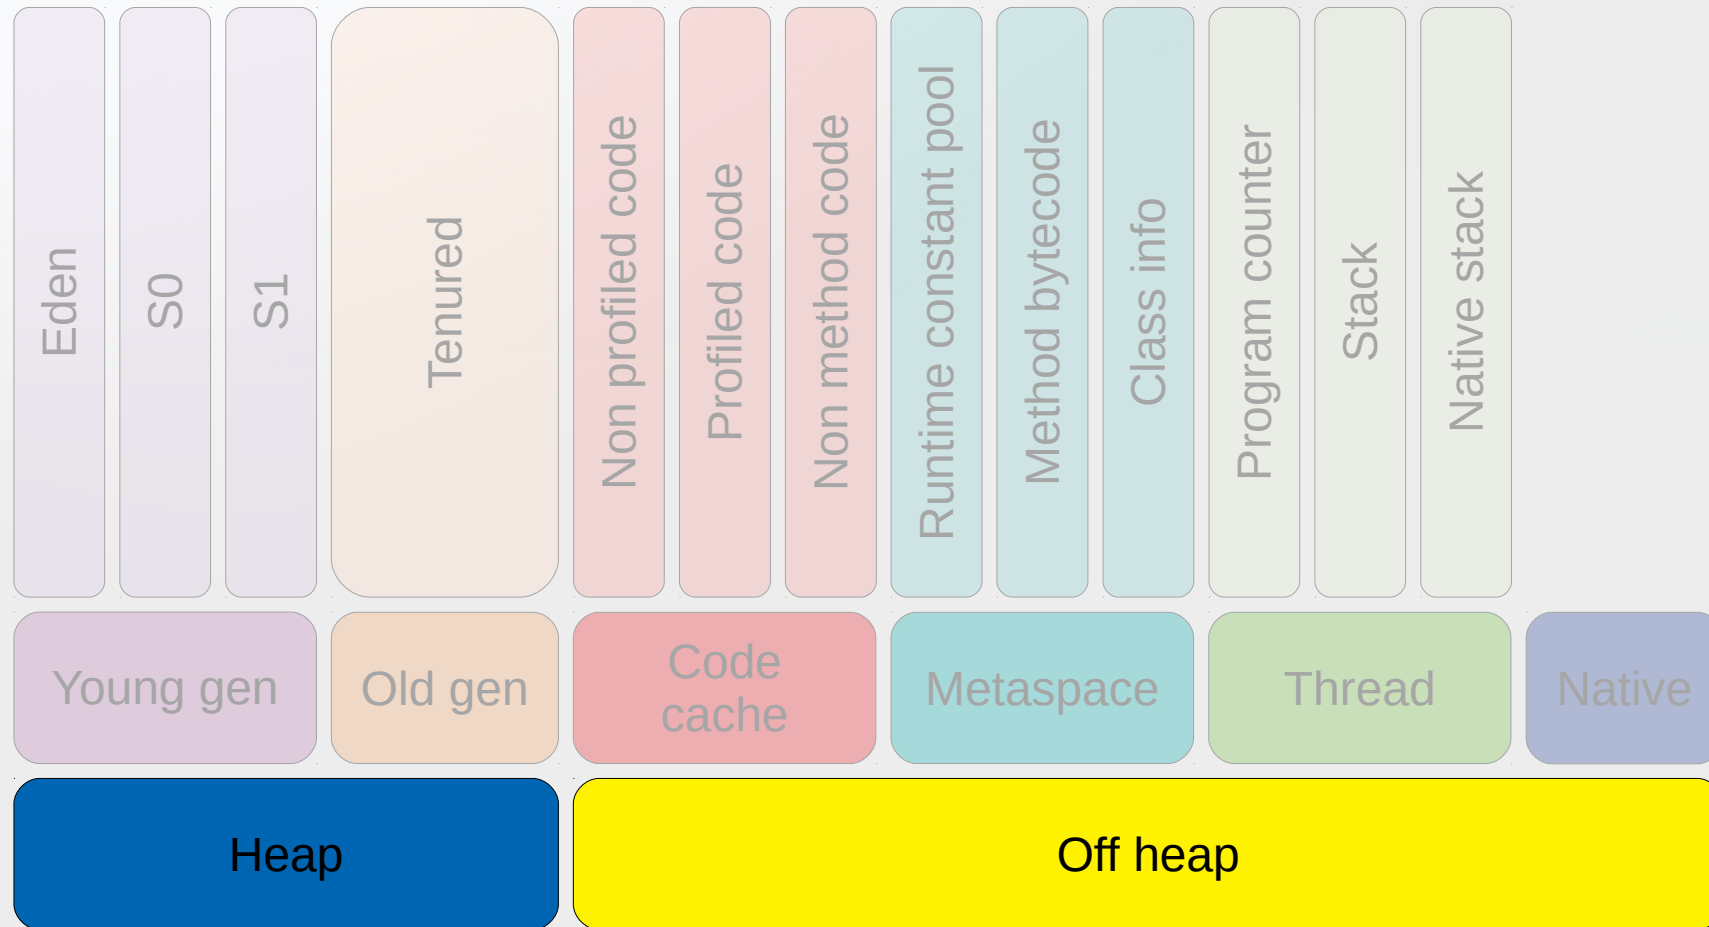 Eden
S0
S1
Tenured
Non profiled code
Profiled code
Non method code
Runtime constant pool
Method bytecode
Class info
Program counter
Stack
Native stack
Young gen
Old gen
Code
cache
Metaspace
Thread
Native
Heap
Off heap